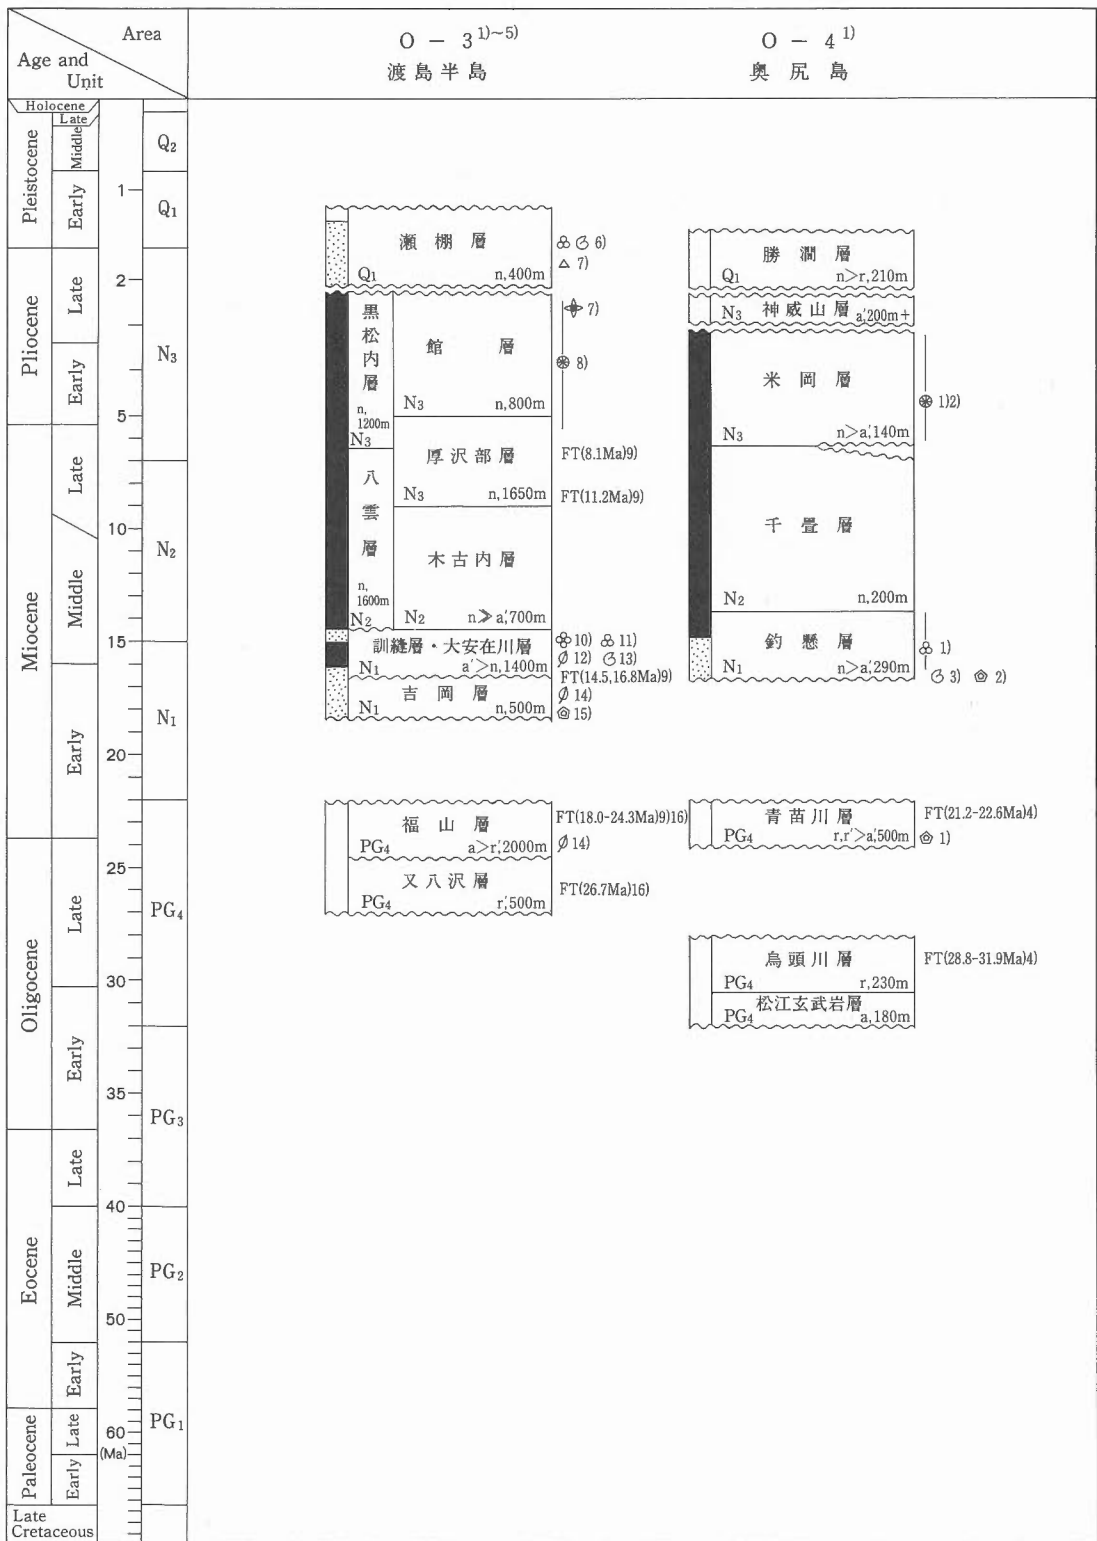 Area
Age and
Unit
O – 3 1)~5)
渡島半島
O – 4 1)
奥尻島
Holocene
Pleistocene
Late
Middle
Early
Pliocene
Late
Early
Miocene
Late
Middle
Early
Oligocene
Late
Early
Eocene
Late
Middle
Early
Paleocene
Late
Early
Late
Cretaceous
1
2
5
10
15
20
25
30
35
40
50
60
(Ma)
Q2
Q1
N3
N2
N1
PG4
PG3
PG2
PG1
瀬棚層
Q1 n,400m
6)
7)
黒松内層
n,
1200m
N3
館層
N3 n,800m
7)
8)
厚沢部層
N3 n,1650m
FT(8.1Ma)9)
FT(11.2Ma)9)
八雲層
n,
1600m
N2
木古内層
N2 n≫a',700m
訓縫層・大安在川層
N1 a'>n,1400m
10) 11)
12) 13)
FT(14.5,16.8Ma)9)
吉岡層
N1 n,500m
14)
15)
福山層
PG4 a>r',2000m
FT(18.0-24.3Ma)9)16)
14)
又八沢層
PG4 r',500m
FT(26.7Ma)16)
勝澗層
Q1 n>r,210m
N3 神威山層 a',200m+
米岡層
N3 n>a',140m
1)2)
千畳層
N2 n,200m
釣懸層
N1 n>a',290m
1)
3) 2)
青苗川層
PG4 r,r'>a',500m
FT(21.2-22.6Ma)4)
1)
烏頭川層
PG4 r,230m
FT(28.8-31.9Ma)4)
松江玄武岩層
PG4 a,180m